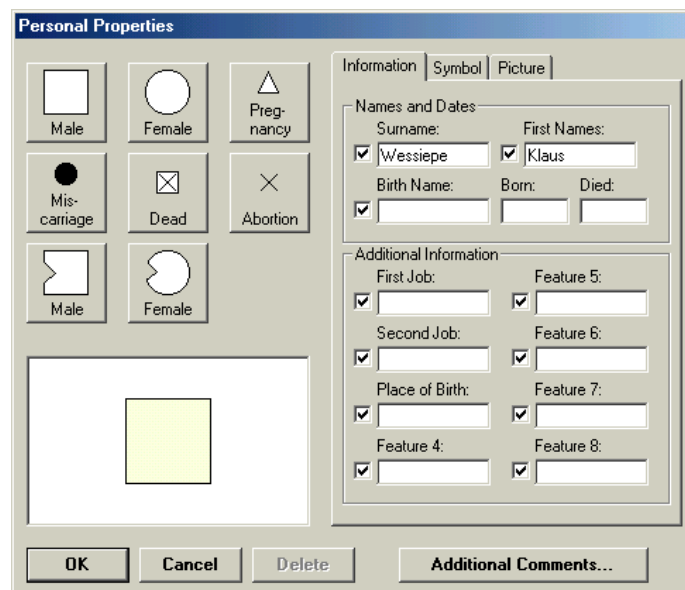 Personal Properties
Information Symbol Picture
Male Female Preg-
nancy
Mis-
carriage Dead Abortion
Male Female
Names and Dates
Surname: First Names:
Wessiepe Klaus
Birth Name: Born: Died:
Additional Information
First Job: Feature 5:
Second Job: Feature 6:
Place of Birth: Feature 7:
Feature 4: Feature 8:
OK Cancel Delete Additional Comments...